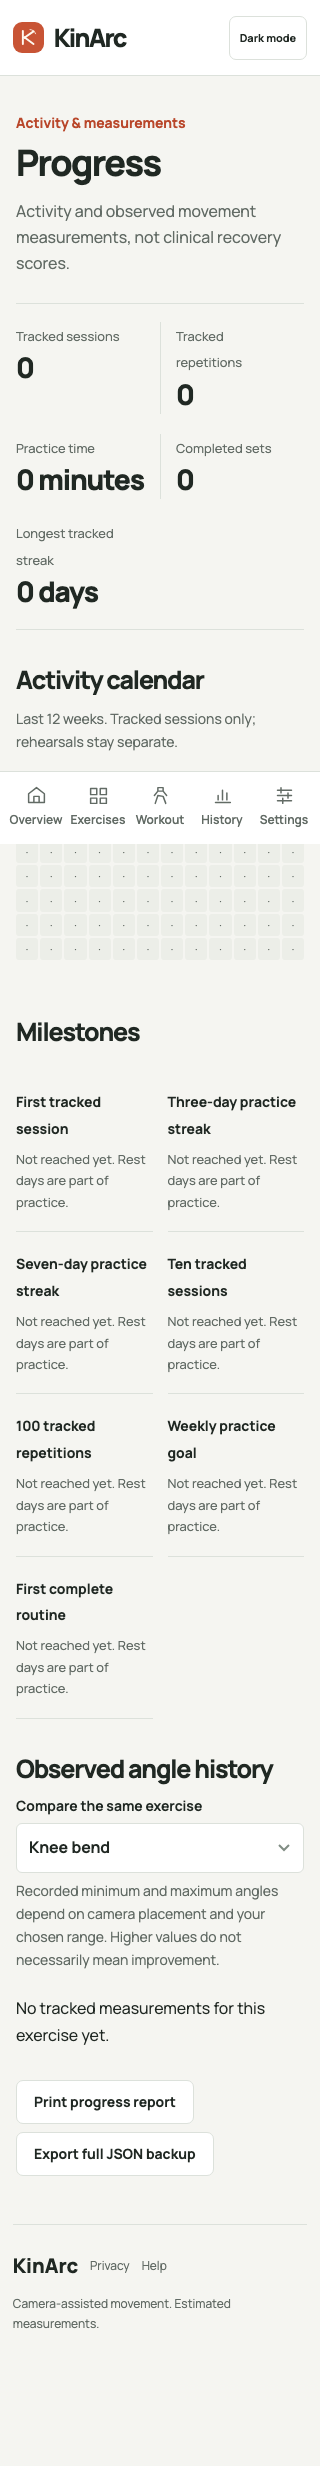 KinArc
Dark mode
Activity & measurements
Progress
Activity and observed movement
measurements, not clinical recovery
scores.
Tracked sessions
0
Tracked
repetitions
0
Practice time
0 minutes
Completed sets
0
Longest tracked
streak
0 days
Activity calendar
Last 12 weeks. Tracked sessions only;
rehearsals stay separate.
Overview Exercises Workout History Settings
Milestones
First tracked
session
Not reached yet. Rest
days are part of
practice.
Three-day practice
streak
Not reached yet. Rest
days are part of
practice.
Seven-day practice
streak
Not reached yet. Rest
days are part of
practice.
Ten tracked
sessions
Not reached yet. Rest
days are part of
practice.
100 tracked
repetitions
Not reached yet. Rest
days are part of
practice.
Weekly practice
goal
Not reached yet. Rest
days are part of
practice.
First complete
routine
Not reached yet. Rest
days are part of
practice.
Observed angle history
Compare the same exercise
Knee bend
Recorded minimum and maximum angles
depend on camera placement and your
chosen range. Higher values do not
necessarily mean improvement.
No tracked measurements for this
exercise yet.
Print progress report
Export full JSON backup
KinArc Privacy Help
Camera-assisted movement. Estimated
measurements.